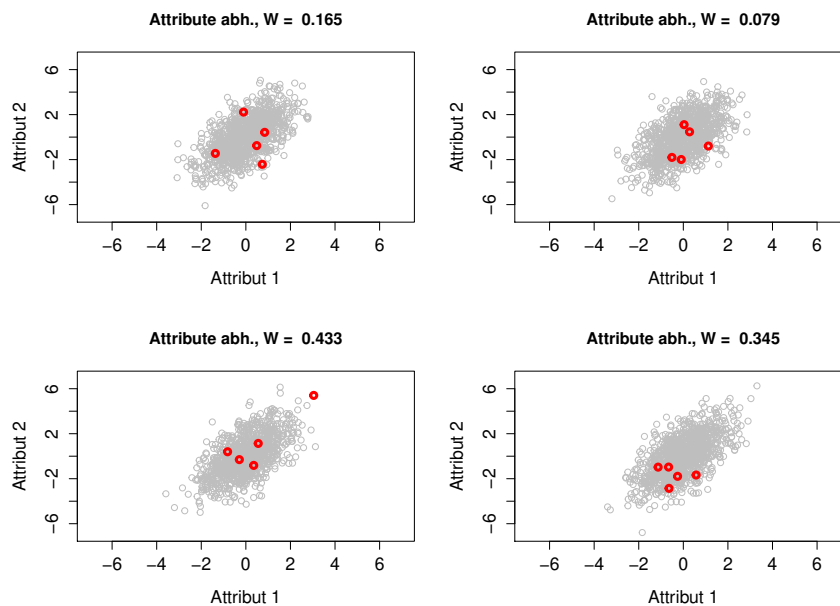 Attribute abh., W = 0.165
Attribute abh., W = 0.079
6
2
−2
−6
Attribut 2
−6 −4 −2 0 2 4 6
Attribut 1
6
2
−2
−6
Attribut 2
−6 −4 −2 0 2 4 6
Attribut 1
Attribute abh., W = 0.433
Attribute abh., W = 0.345
6
2
−2
−6
Attribut 2
−6 −4 −2 0 2 4 6
Attribut 1
6
2
−2
−6
Attribut 2
−6 −4 −2 0 2 4 6
Attribut 1